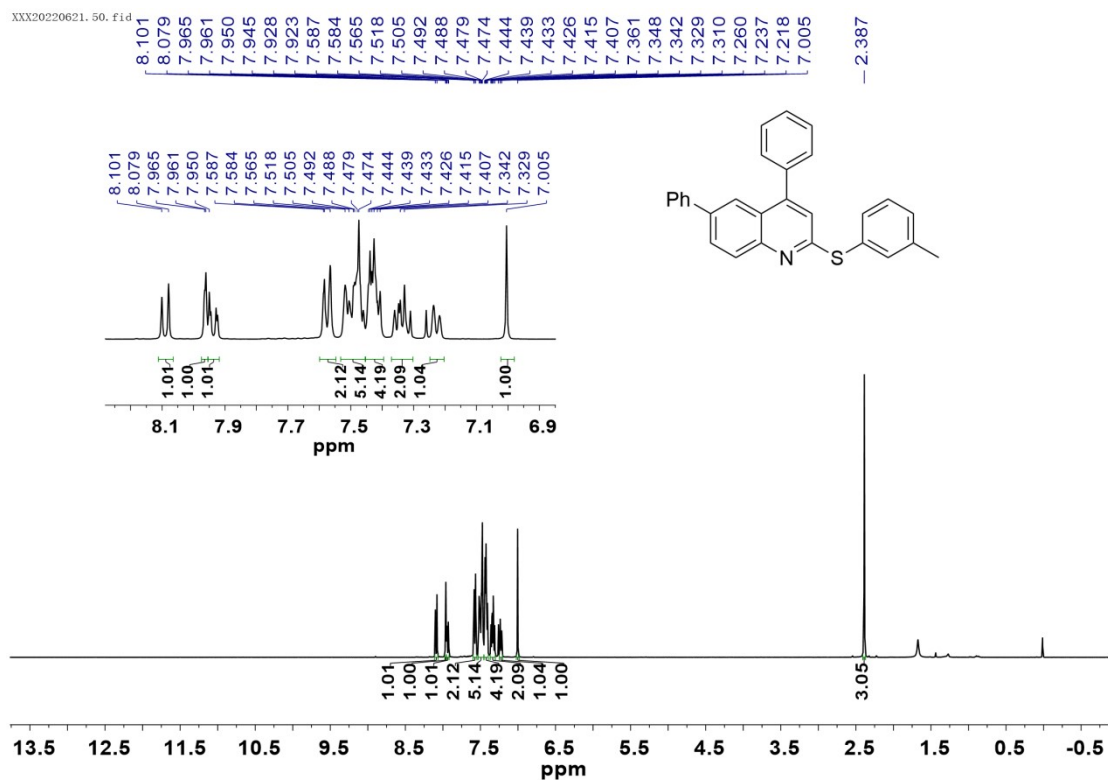 XXX20220621.50.fid
8.101 8.079 7.965 7.961 7.950 7.945 7.928 7.923 7.587 7.584 7.565 7.518 7.505 7.492 7.488 7.479 7.474 7.444 7.439 7.433 7.426 7.415 7.407 7.361 7.348 7.342 7.329 7.310 7.260 7.237 7.218 7.005
2.387
8.101 8.079 7.965 7.961 7.950 7.587 7.584 7.565 7.518 7.505 7.492 7.488 7.479 7.474 7.444 7.439 7.433 7.426 7.415 7.407 7.342 7.329 7.005
Ph
N
S
1.01 1.00 1.01 2.12 5.14 4.19 2.09 1.04 1.00
8.1 7.9 7.7 7.5 7.3 7.1 6.9
ppm
1.01 1.00 1.01 2.12 5.14 4.19 2.09 1.04 1.00 3.05
13.5 12.5 11.5 10.5 9.5 8.5 7.5 6.5 5.5 4.5 3.5 2.5 1.5 0.5 -0.5
ppm